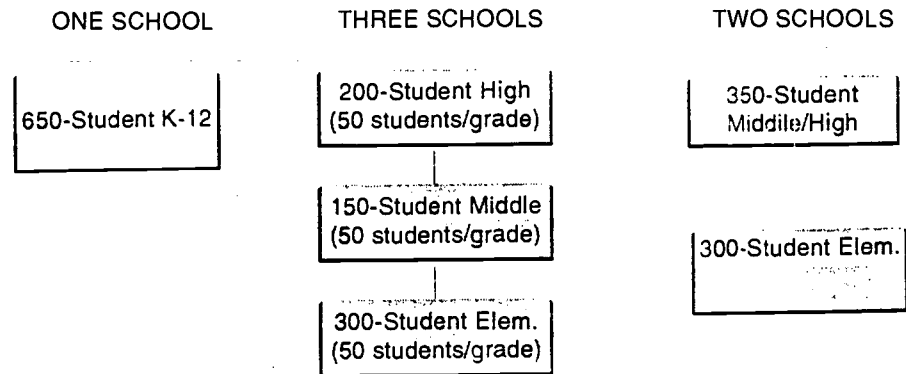 ONE SCHOOL
THREE SCHOOLS
TWO SCHOOLS
650-Student K-12
200-Student High
(50 students/grade)
150-Student Middle
(50 students/grade)
300-Student Elem.
(50 students/grade)
350-Student
Middile/High
300-Student Elem.